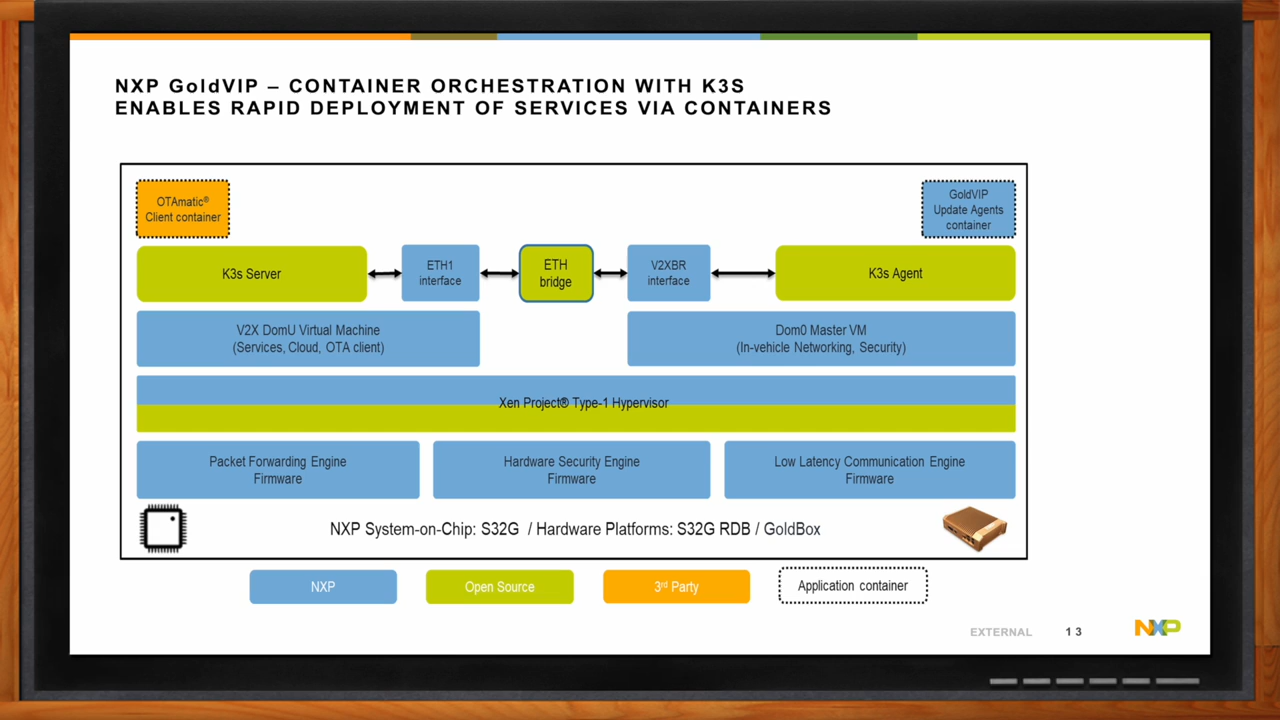 NXP GoldVIP – CONTAINER ORCHESTRATION WITH K3S
ENABLES RAPID DEPLOYMENT OF SERVICES VIA CONTAINERS
OTAmatic®
Client container
GoldVIP
Update Agents
container
K3s Server
ETH1
interface
ETH
bridge
V2XBR
interface
K3s Agent
V2X DomU Virtual Machine
(Services, Cloud, OTA client)
Dom0 Master VM
(In-vehicle Networking, Security)
Xen Project® Type-1 Hypervisor
Packet Forwarding Engine
Firmware
Hardware Security Engine
Firmware
Low Latency Communication Engine
Firmware
NXP System-on-Chip: S32G / Hardware Platforms: S32G RDB / GoldBox
NXP
Open Source
3rd Party
Application container
EXTERNAL
13
NXP